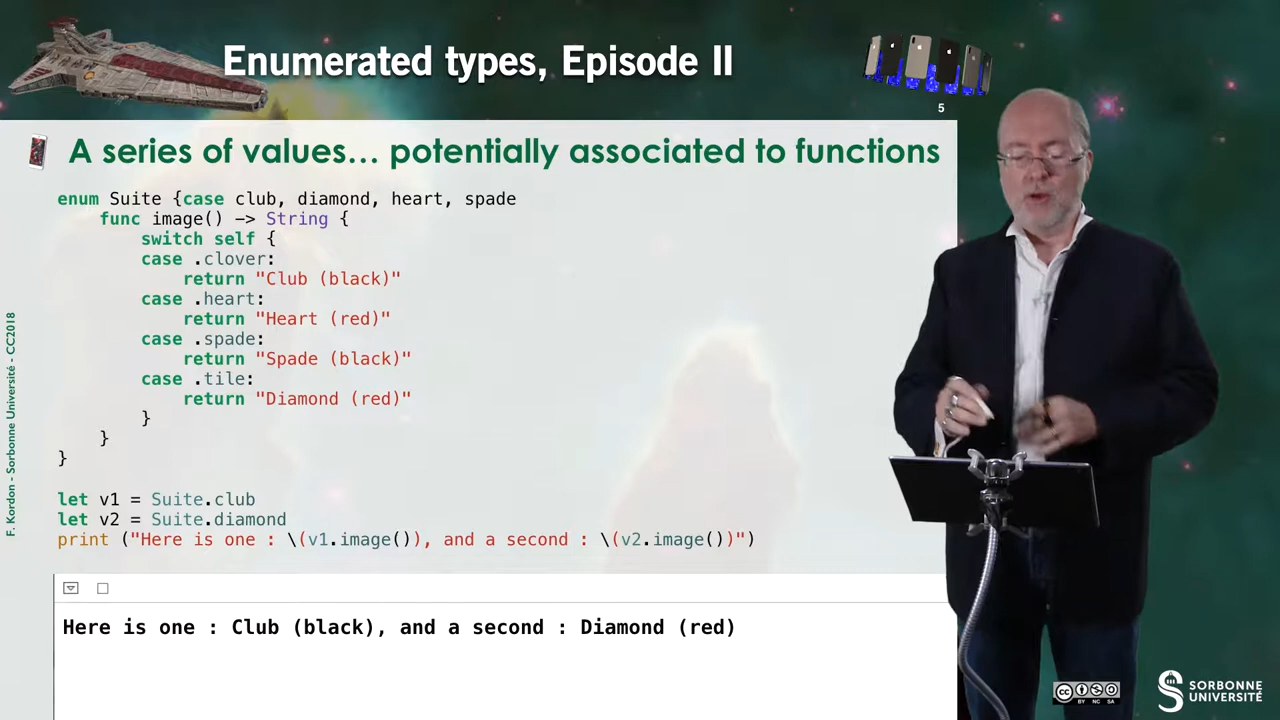 Enumerated types, Episode II
5
A series of values... potentially associated to functions
enum Suite {case club, diamond, heart, spade
    func image() -> String {
        switch self {
        case .clover:
            return "Club (black)"
        case .heart:
            return "Heart (red)"
        case .spade:
            return "Spade (black)"
        case .tile:
            return "Diamond (red)"
        }
    }
}
let v1 = Suite.club
let v2 = Suite.diamond
print ("Here is one : \(v1.image()), and a second : \(v2.image())")
Here is one : Club (black), and a second : Diamond (red)
F. Kordon - Sorbonne Université - CC2018
cc
BY NC SA
SORBONNE
UNIVERSITÉ